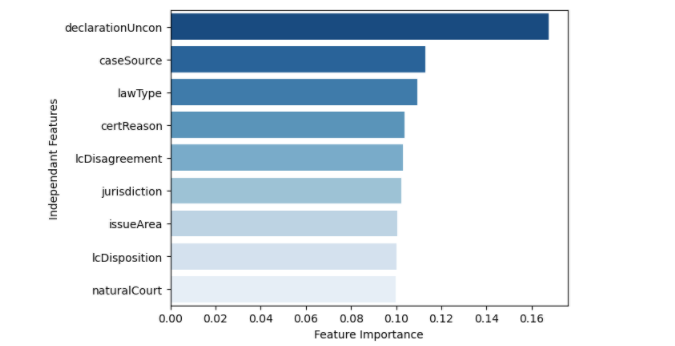 declarationUncon
caseSource
lawType
certReason
lcDisagreement
jurisdiction
issueArea
lcDisposition
naturalCourt
Independant Features
0.00 0.02 0.04 0.06 0.08 0.10 0.12 0.14 0.16
Feature Importance